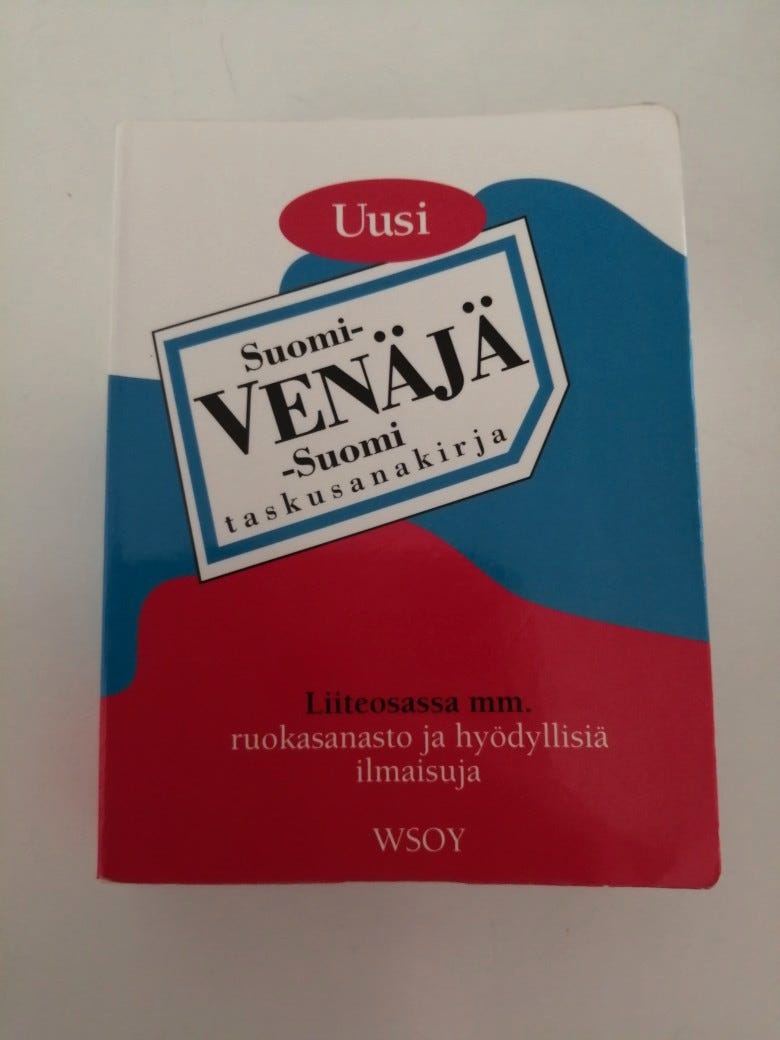 Uusi
Suomi-
VENÄJÄ
-Suomi
taskusanakirja
Liiteosassa mm.
ruokasanasto ja hyödyllisiä
ilmaisuja
WSOY